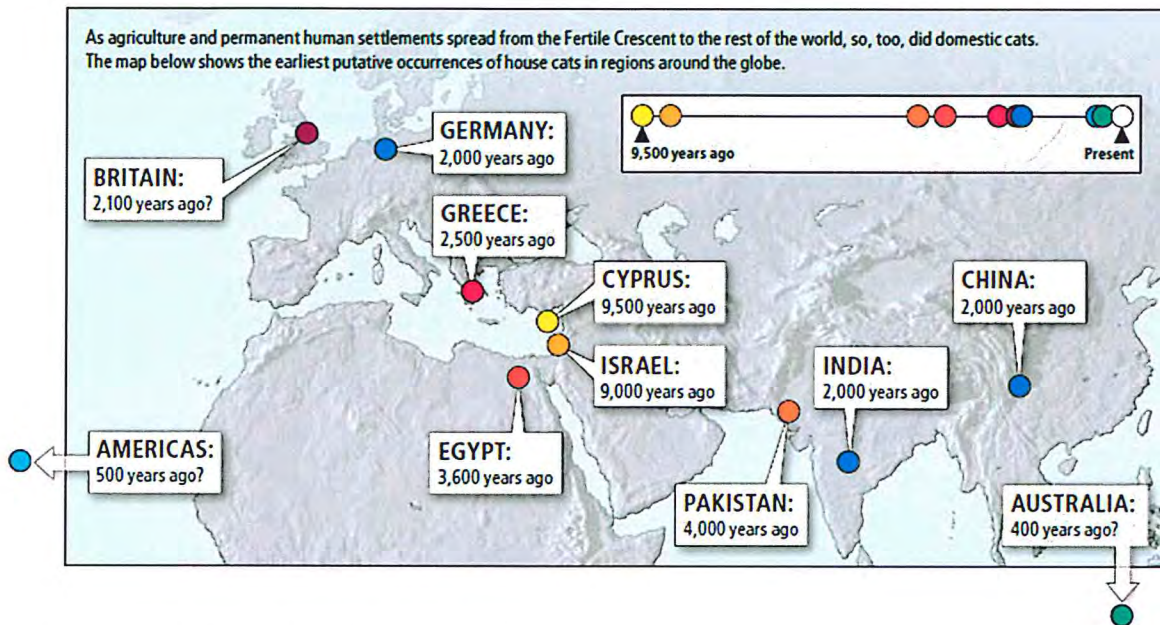 As agriculture and permanent human settlements spread from the Fertile Crescent to the rest of the world, so, too, did domestic cats.
The map below shows the earliest putative occurrences of house cats in regions around the globe.
9,500 years ago
Present
GERMANY:
2,000 years ago
BRITAIN:
2,100 years ago?
GREECE:
2,500 years ago
CYPRUS:
9,500 years ago
CHINA:
2,000 years ago
ISRAEL:
9,000 years ago
INDIA:
2,000 years ago
AMERICAS:
500 years ago?
EGYPT:
3,600 years ago
PAKISTAN:
4,000 years ago
AUSTRALIA:
400 years ago?